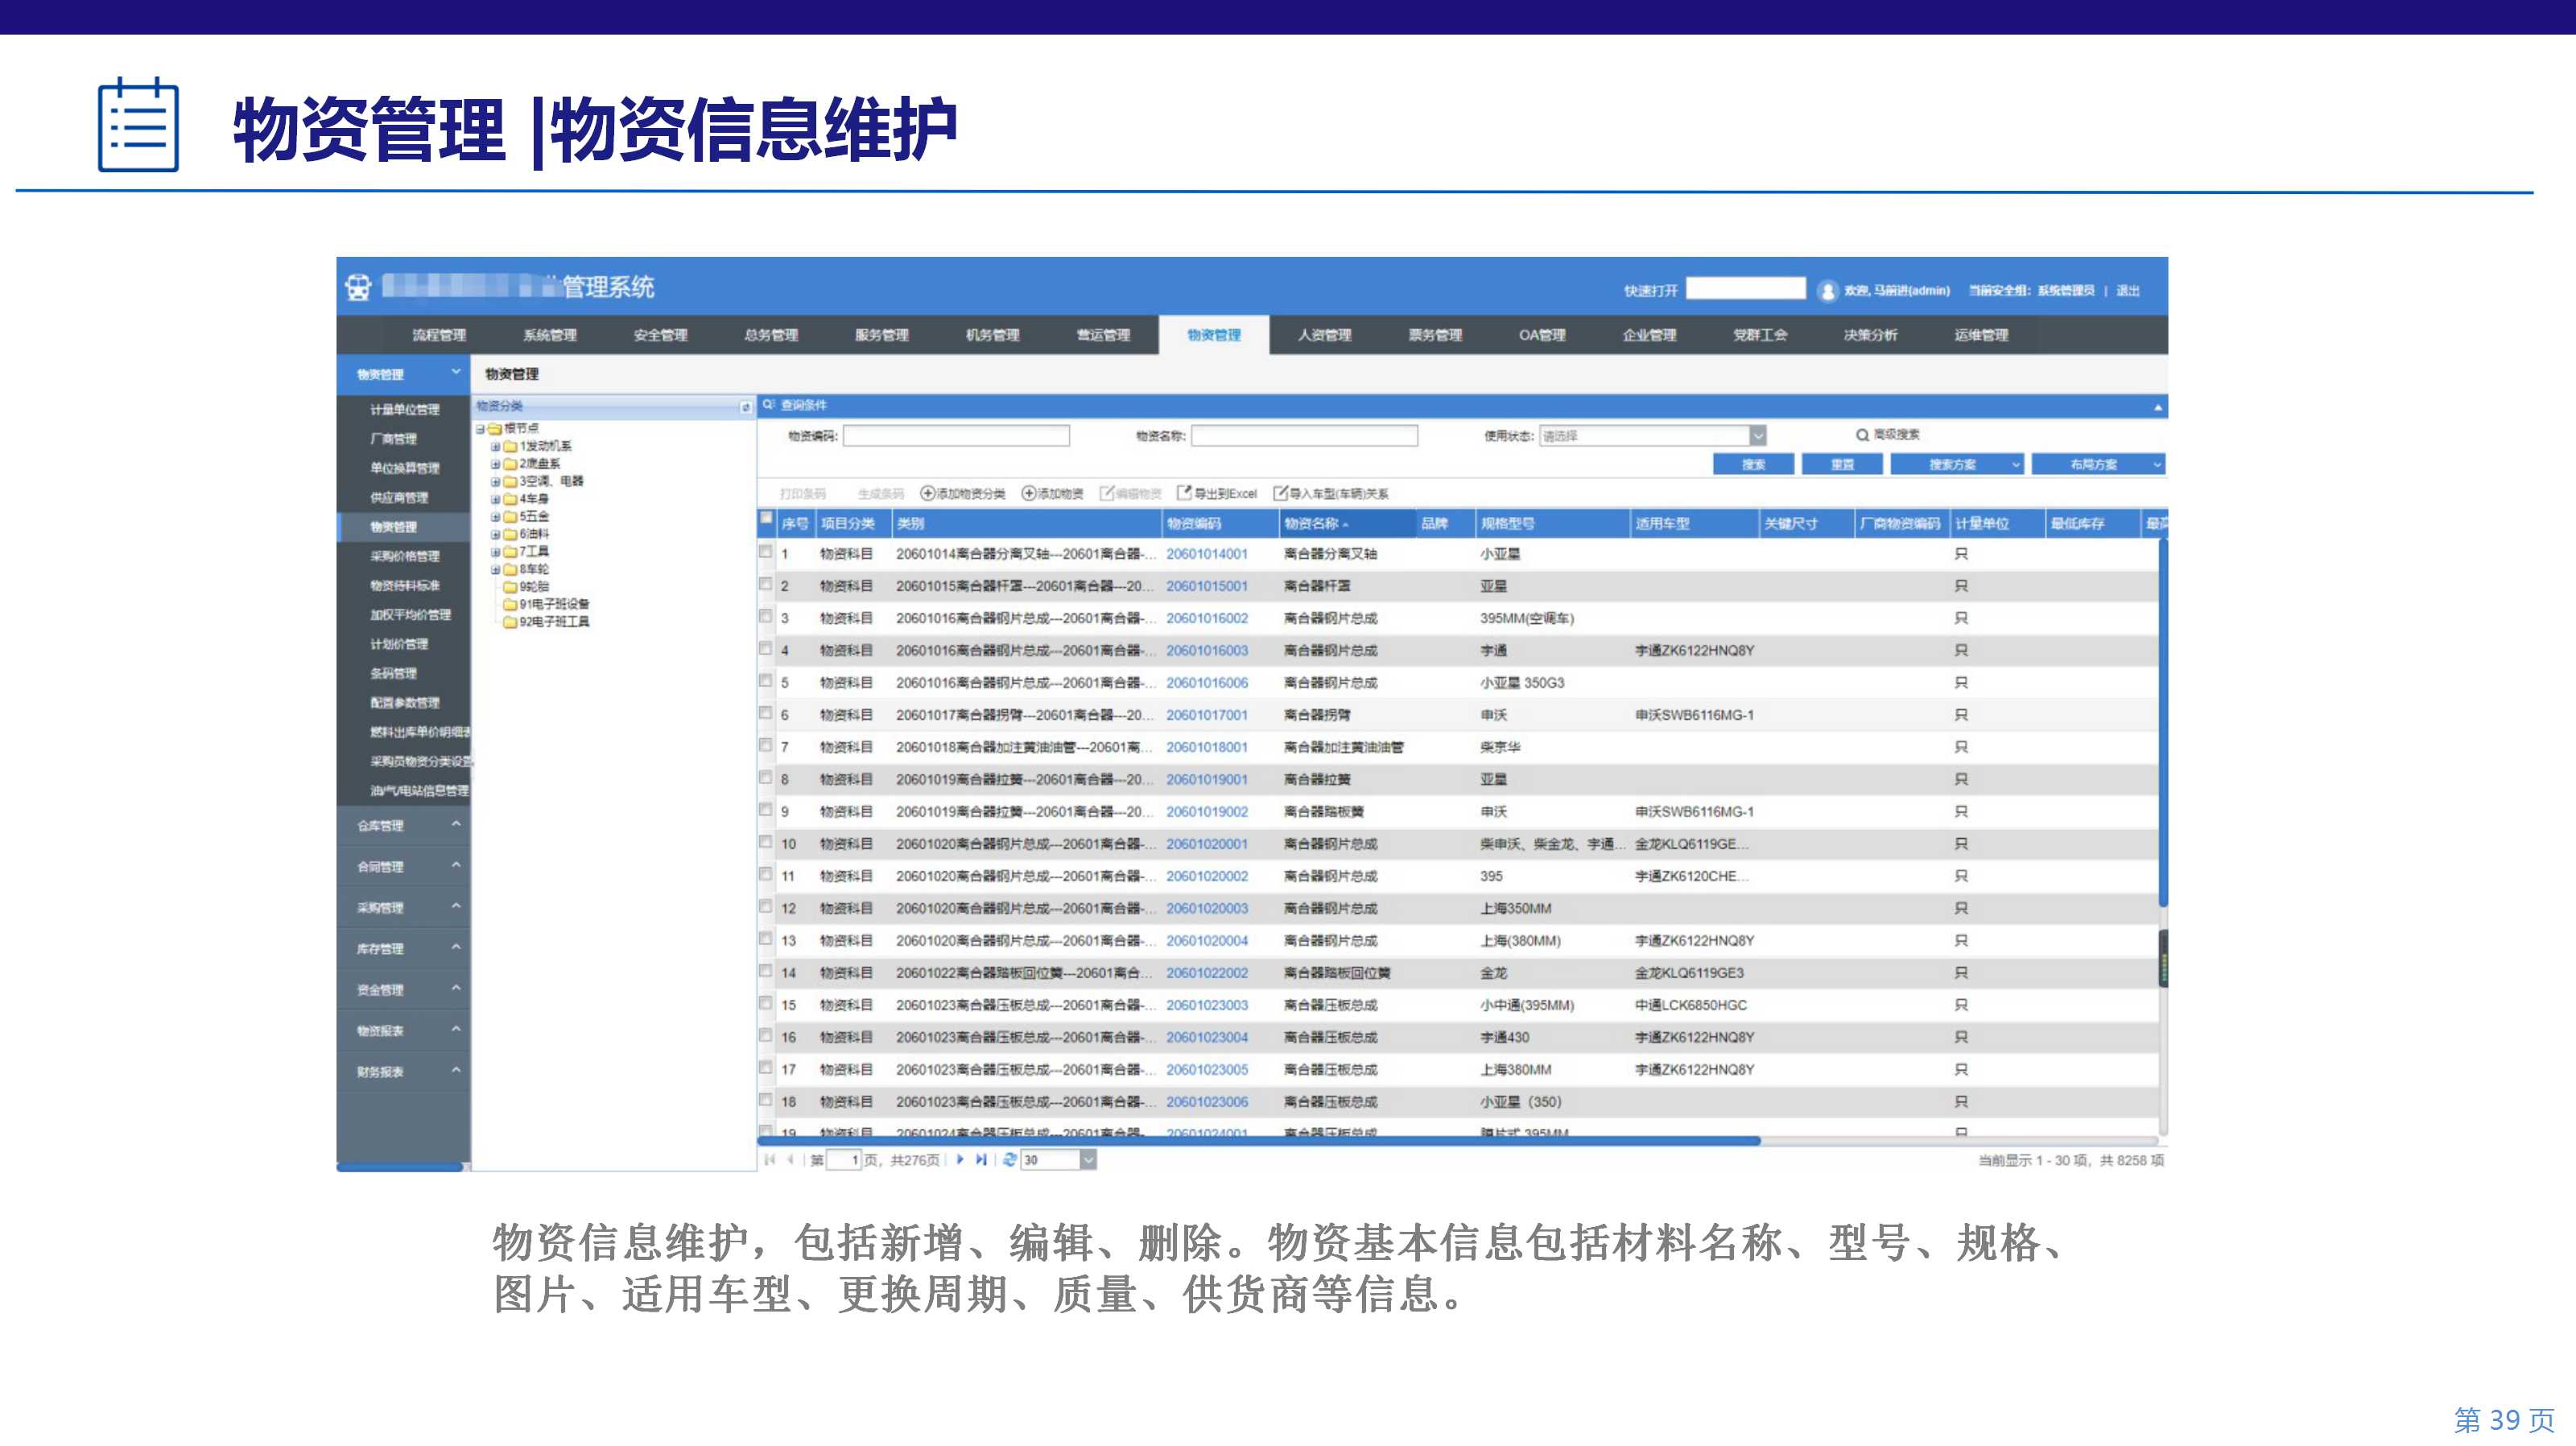 物资管理 |物资信息维护
管理系统
快速打开 欢迎, 马前进(admin) 当前安全组：系统管理员 | 退出
流程管理 系统管理 安全管理 总务管理 服务管理 机务管理 营运管理 物资管理 人资管理 票务管理 OA管理 企业管理 党群工会 决策分析 运维管理
物资管理
计量单位管理
厂商管理
单位换算管理
供应商管理
物资管理
采购价格管理
物资待料标准
加权平均价管理
计划价管理
条码管理
配置参数管理
燃料出库单价明细表
采购员物资分类设置
油/气/电站信息管理
仓库管理
合同管理
采购管理
库存管理
资金管理
物资报表
财务报表
物资管理
物资分类
根节点
1发动机系
2底盘系
3空调、电器
4车身
5五金
6油料
7工具
8车轮
9轮胎
91电子班设备
92电子班工具
查询条件
物资编码: 物资名称: 使用状态: 请选择 高级搜索
搜索 重置 搜索方案 布局方案
打印条码 生成条码 添加物资分类 添加物资 编辑物资 导出到Excel 导入车型(车辆)关系
序号 项目分类 类别 物资编码 物资名称 品牌 规格型号 适用车型 关键尺寸 厂商物资编码 计量单位 最低库存 最高
1 物资科目 20601014离合器分离叉轴---20601离合器-... 20601014001 离合器分离叉轴 小亚星 只
2 物资科目 20601015离合器杆罩---20601离合器---20... 20601015001 离合器杆罩 亚星 只
3 物资科目 20601016离合器钢片总成---20601离合器-... 20601016002 离合器钢片总成 395MM(空调车) 只
4 物资科目 20601016离合器钢片总成---20601离合器-... 20601016003 离合器钢片总成 宇通 宇通ZK6122HNQ8Y 只
5 物资科目 20601016离合器钢片总成---20601离合器-... 20601016006 离合器钢片总成 小亚星 350G3 只
6 物资科目 20601017离合器拐臂---20601离合器---20... 20601017001 离合器拐臂 申沃 申沃SWB6116MG-1 只
7 物资科目 20601018离合器加注黄油油管---20601离... 20601018001 离合器加注黄油油管 柴京华 只
8 物资科目 20601019离合器拉簧---20601离合器---20... 20601019001 离合器拉簧 亚星 只
9 物资科目 20601019离合器拉簧---20601离合器---20... 20601019002 离合器踏板簧 申沃 申沃SWB6116MG-1 只
10 物资科目 20601020离合器钢片总成---20601离合器-... 20601020001 离合器钢片总成 柴申沃、柴金龙、宇通... 金龙KLQ6119GE... 只
11 物资科目 20601020离合器钢片总成---20601离合器-... 20601020002 离合器钢片总成 395 宇通ZK6120CHE... 只
12 物资科目 20601020离合器钢片总成---20601离合器-... 20601020003 离合器钢片总成 上海350MM 只
13 物资科目 20601020离合器钢片总成---20601离合器-... 20601020004 离合器钢片总成 上海(380MM) 宇通ZK6122HNQ8Y 只
14 物资科目 20601022离合器踏板回位簧---20601离合... 20601022002 离合器踏板回位簧 金龙 金龙KLQ6119GE3 只
15 物资科目 20601023离合器压板总成---20601离合器-... 20601023003 离合器压板总成 小中通(395MM) 中通LCK6850HGC 只
16 物资科目 20601023离合器压板总成---20601离合器-... 20601023004 离合器压板总成 宇通430 宇通ZK6122HNQ8Y 只
17 物资科目 20601023离合器压板总成---20601离合器-... 20601023005 离合器压板总成 上海380MM 宇通ZK6122HNQ8Y 只
18 物资科目 20601023离合器压板总成---20601离合器-... 20601023006 离合器压板总成 小亚星（350） 只
19 物资科目 20601024离合器压板总成---20601离合器- 20601024001 离合器压板总成 膜片式 395MM 只
第 1 页, 共276页 30 当前显示 1 - 30 项, 共 8258 项
物资信息维护，包括新增、编辑、删除。物资基本信息包括材料名称、型号、规格、
图片、适用车型、更换周期、质量、供货商等信息。
第 39 页